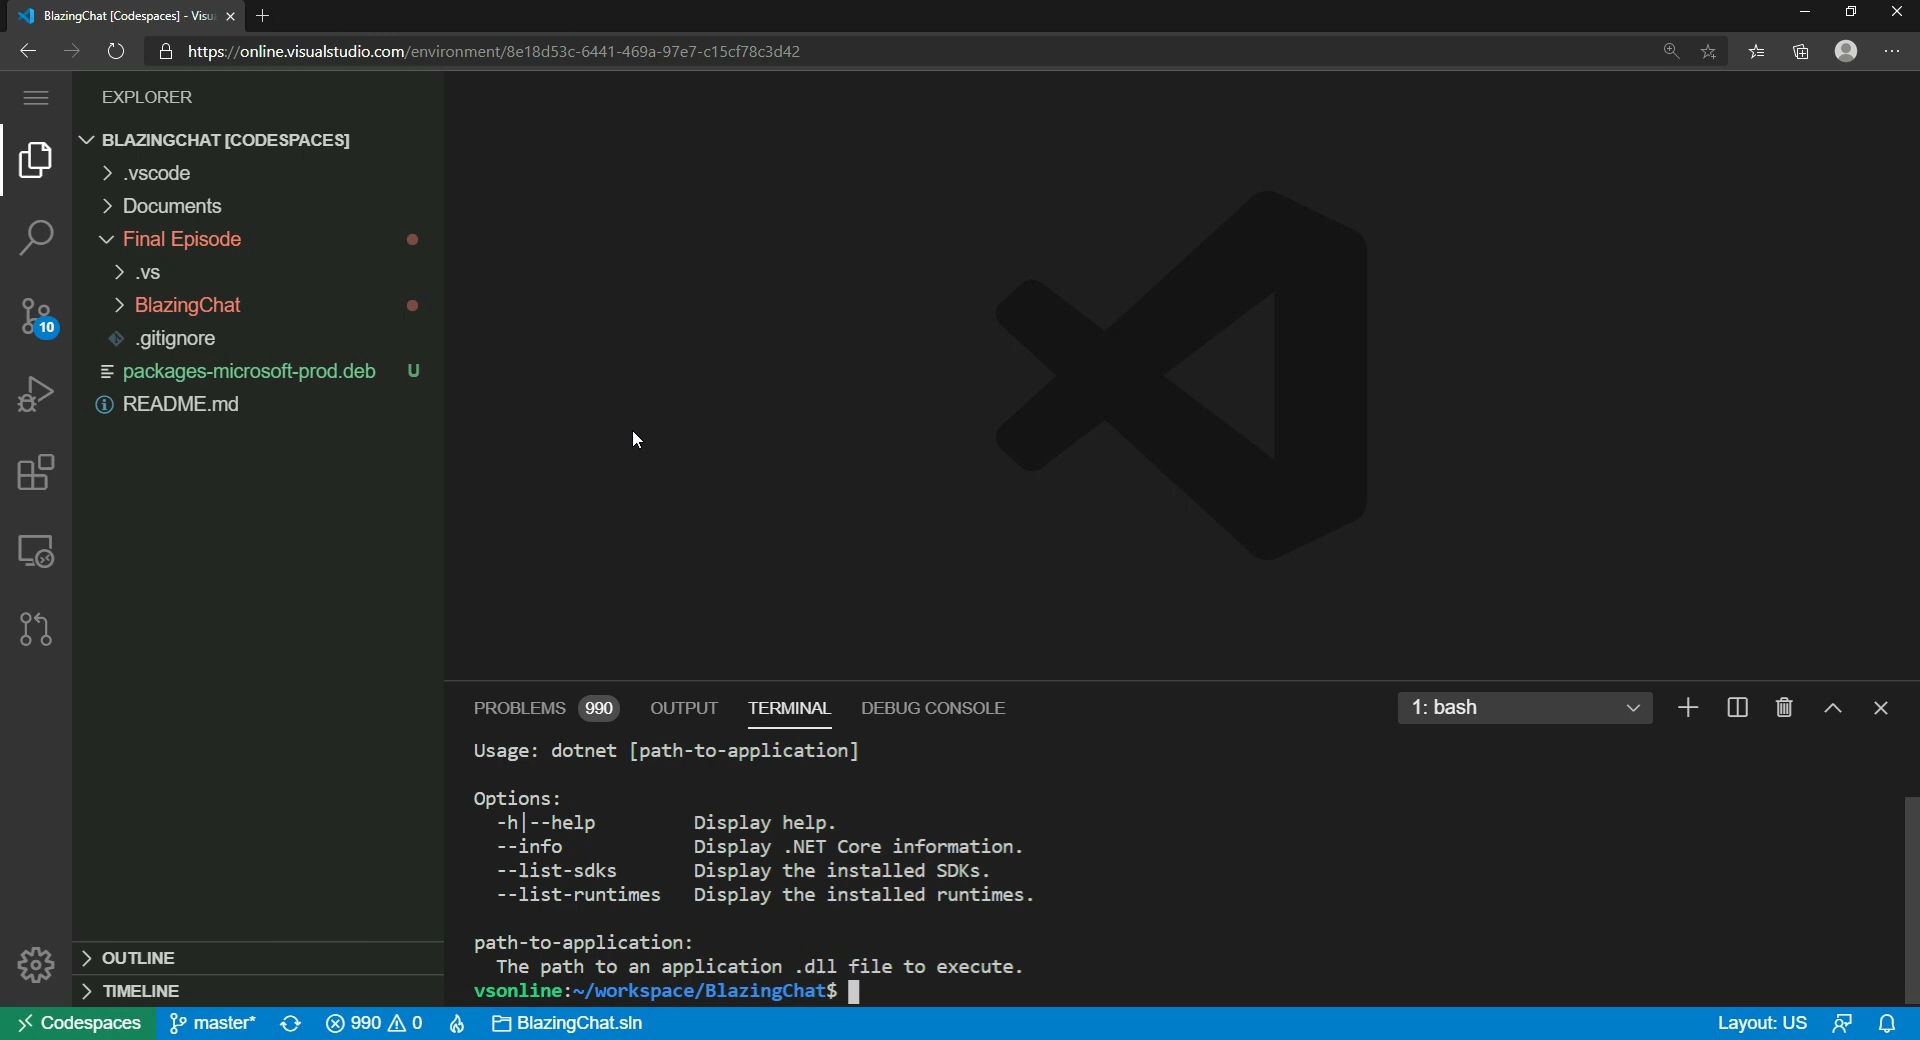 BlazingChat [Codespaces] - Visu
https://online.visualstudio.com/environment/8e18d53c-6441-469a-97e7-c15cf78c3d42
EXPLORER
BLAZINGCHAT [CODESPACES]
.vscode
Documents
Final Episode
.vs
BlazingChat
10
.gitignore
packages-microsoft-prod.deb U
README.md
PROBLEMS 990 OUTPUT TERMINAL DEBUG CONSOLE 1: bash
Usage: dotnet [path-to-application]
Options:
-h|--help Display help.
--info Display .NET Core information.
--list-sdks Display the installed SDKs.
--list-runtimes Display the installed runtimes.
path-to-application:
The path to an application .dll file to execute.
vsonline:~/workspace/BlazingChat$
OUTLINE
TIMELINE
Codespaces master* 990 0 BlazingChat.sln Layout: US